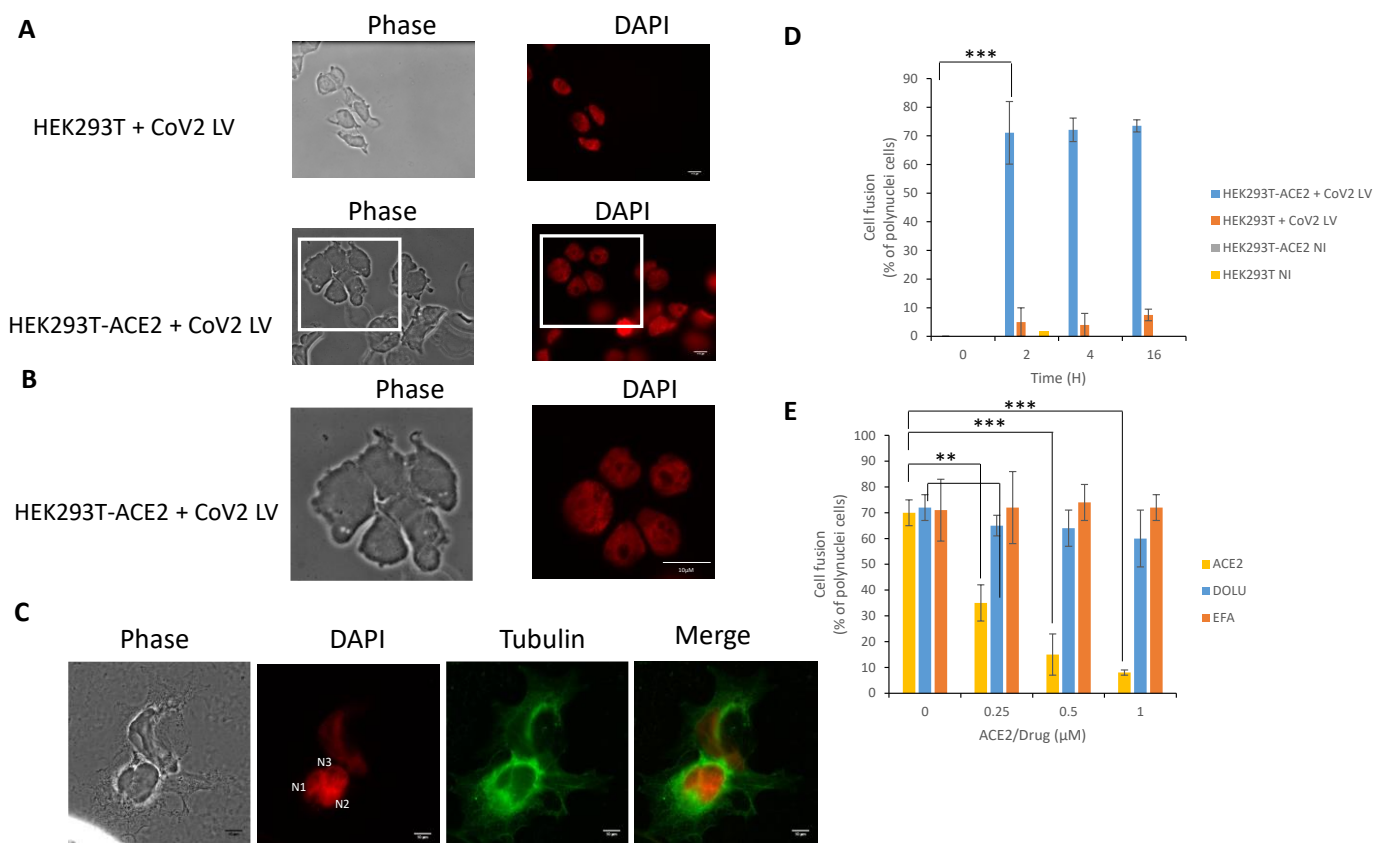 A
Phase
DAPI
HEK293T + CoV2 LV
Phase
DAPI
HEK293T-ACE2 + CoV2 LV
B
Phase
DAPI
HEK293T-ACE2 + CoV2 LV
10µM
C
Phase
DAPI
Tubulin
Merge
N3
N1
N2
D
***
Cell fusion
(% of polynuclei cells)
90
80
70
60
50
40
30
20
10
0
0
2
4
16
Time (H)
HEK293T-ACE2 + CoV2 LV
HEK293T + CoV2 LV
HEK293T-ACE2 NI
HEK293T NI
E
***
***
**
Cell fusion
(% of polynuclei cells)
100
90
80
70
60
50
40
30
20
10
0
0
0.25
0.5
1
ACE2/Drug (µM)
ACE2
DOLU
EFA